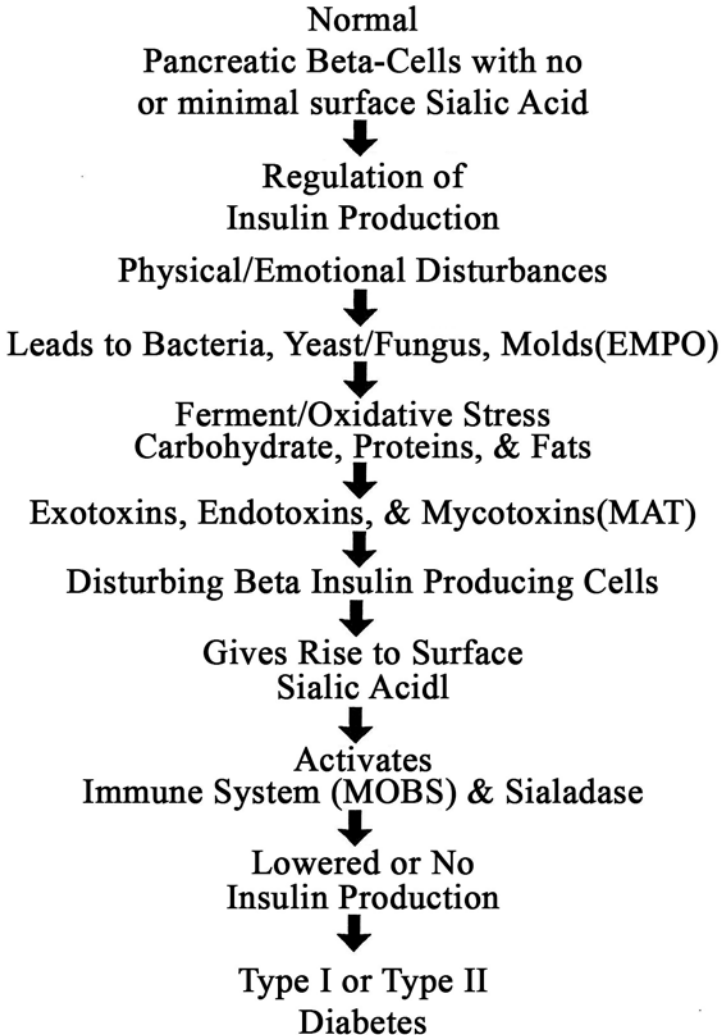 Normal
Pancreatic Beta-Cells with no
or minimal surface Sialic Acid
Regulation of
Insulin Production
Physical/Emotional Disturbances
Leads to Bacteria, Yeast/Fungus, Molds(EMPO)
Ferment/Oxidative Stress
Carbohydrate, Proteins, & Fats
Exotoxins, Endotoxins, & Mycotoxins(MAT)
Disturbing Beta Insulin Producing Cells
Gives Rise to Surface
Sialic Acidl
Activates
Immune System (MOBS) & Sialadase
Lowered or No
Insulin Production
Type I or Type II
Diabetes